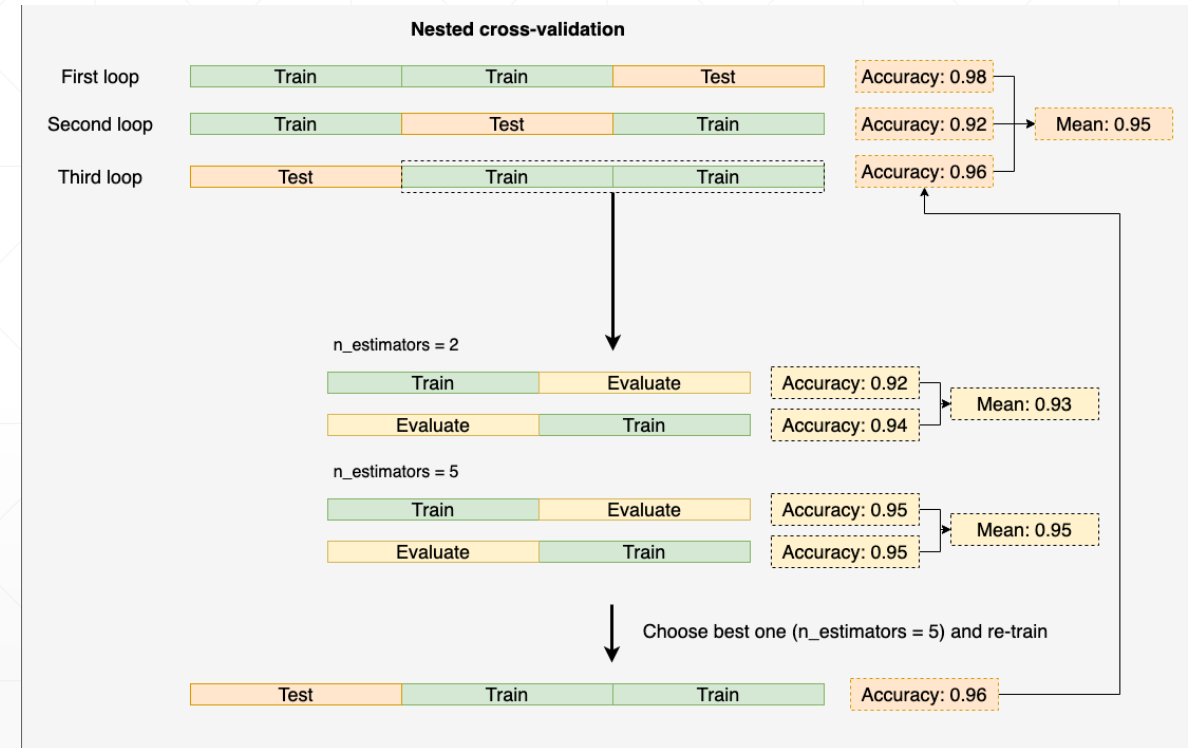 Nested cross-validation
First loop Train Train Test Accuracy: 0.98
Second loop Train Test Train Accuracy: 0.92 Mean: 0.95
Third loop Test Train Train Accuracy: 0.96
n_estimators = 2
Train Evaluate Accuracy: 0.92
Mean: 0.93
Evaluate Train Accuracy: 0.94
n_estimators = 5
Train Evaluate Accuracy: 0.95
Mean: 0.95
Evaluate Train Accuracy: 0.95
Choose best one (n_estimators = 5) and re-train
Test Train Train Accuracy: 0.96